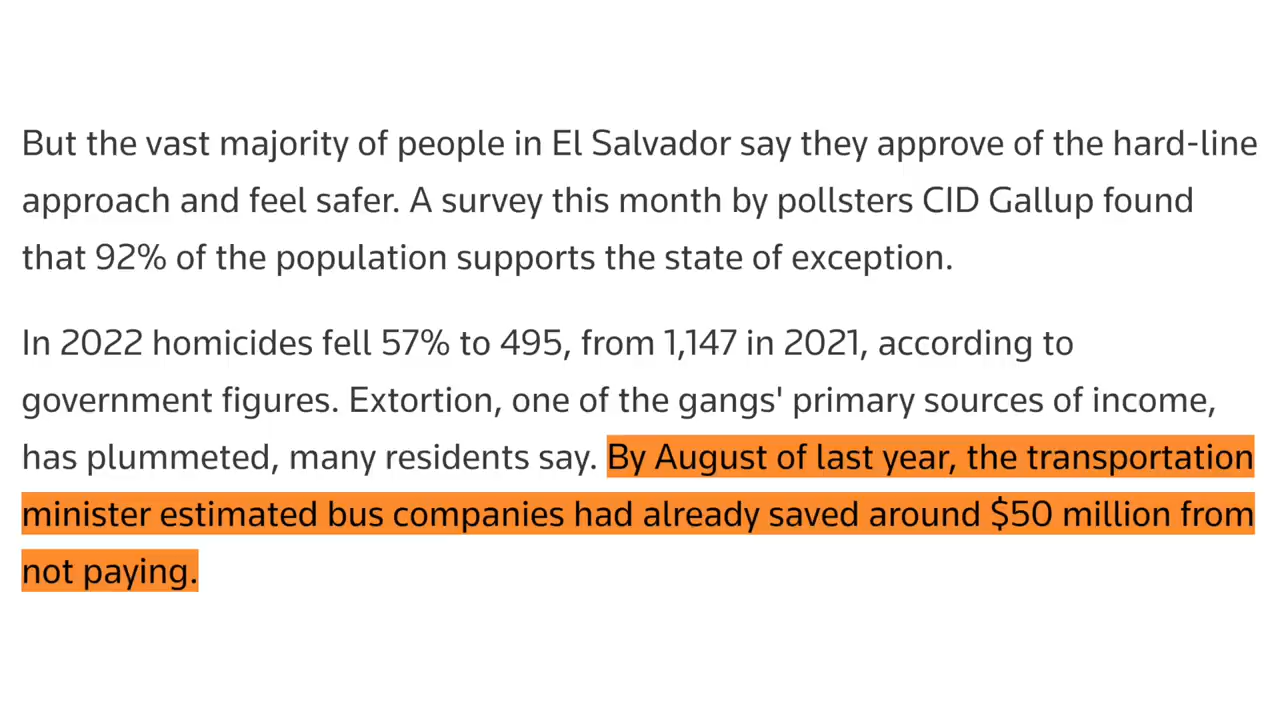 But the vast majority of people in El Salvador say they approve of the hard-line
approach and feel safer. A survey this month by pollsters CID Gallup found
that 92% of the population supports the state of exception.
In 2022 homicides fell 57% to 495, from 1,147 in 2021, according to
government figures. Extortion, one of the gangs' primary sources of income,
has plummeted, many residents say. By August of last year, the transportation
minister estimated bus companies had already saved around $50 million from
not paying.